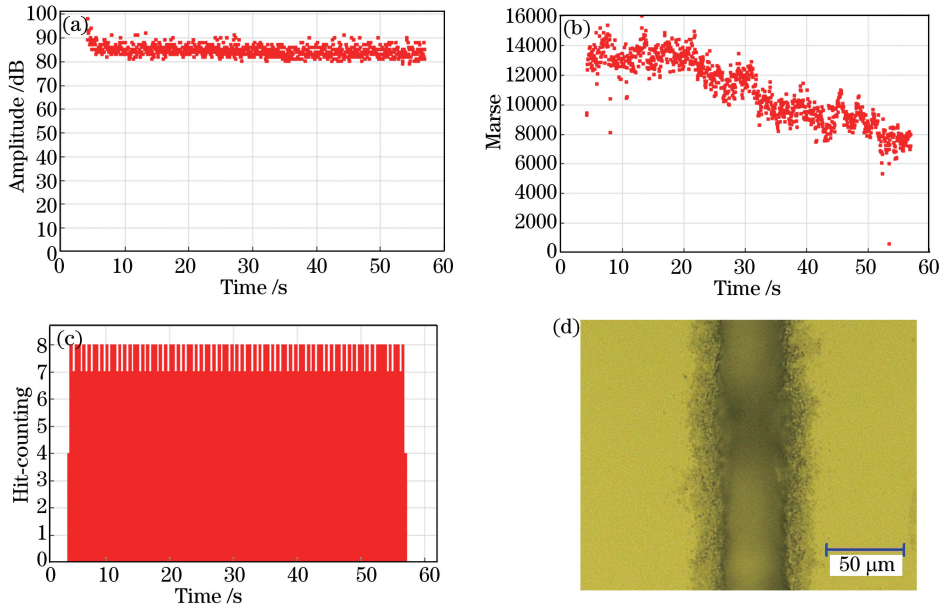 (a)
100
90
80
70
60
50
40
30
20
10
0
Amplitude /dB
0 10 20 30 40 50 60
Time /s
(b)
16000
14000
12000
10000
8000
6000
4000
2000
0
Marse
0 10 20 30 40 50 60
Time /s
(c)
8
7
6
5
4
3
2
1
0
Hit-counting
0 10 20 30 40 50 60
Time /s
(d)
50 μm